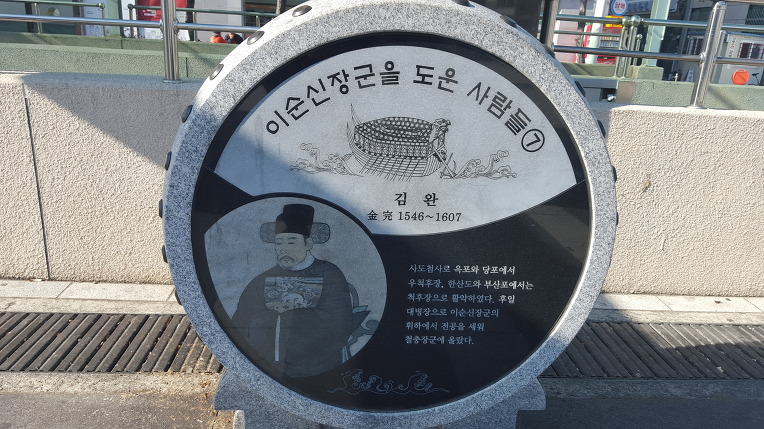 이순신장군을 도운 사람들⑦
김 완
金 完 1546~1607
사도첨사로 옥포와 당포에서
우척후장, 한산도와 부산포에서는
척후장으로 활약하였다. 후일
대병장으로 이순신장군의
휘하에서 전공을 세워
절충장군에 올랐다.